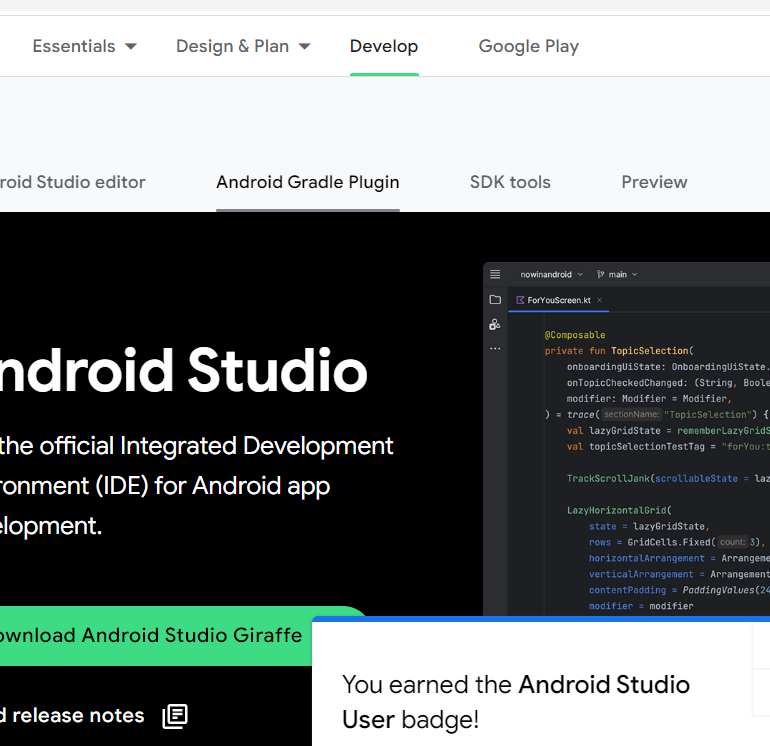 Essentials Design & Plan Develop Google Play
roid Studio editor Android Gradle Plugin SDK tools Preview
nowinandroid main
ForYouScreen.kt
@Composable
private fun TopicSelection(
onboardingUiState: OnboardingUiState.
onTopicCheckedChanged: (String, Boole
modifier: Modifier = Modifier,
) = trace( sectionName: "TopicSelection") {
val lazyGridState = rememberLazyGridS
val topicSelectionTestTag = "forYou:t
TrackScrollJank(scrollableState = laz
LazyHorizontalGrid(
state = lazyGridState,
rows = GridCells.Fixed( count: 3),
horizontalArrangement = Arrangeme
verticalArrangement = Arrangement
contentPadding = PaddingValues(24
modifier = modifier
ndroid Studio
the official Integrated Development
ronment (IDE) for Android app
elopment.
ownload Android Studio Giraffe
d release notes
You earned the Android Studio
User badge!